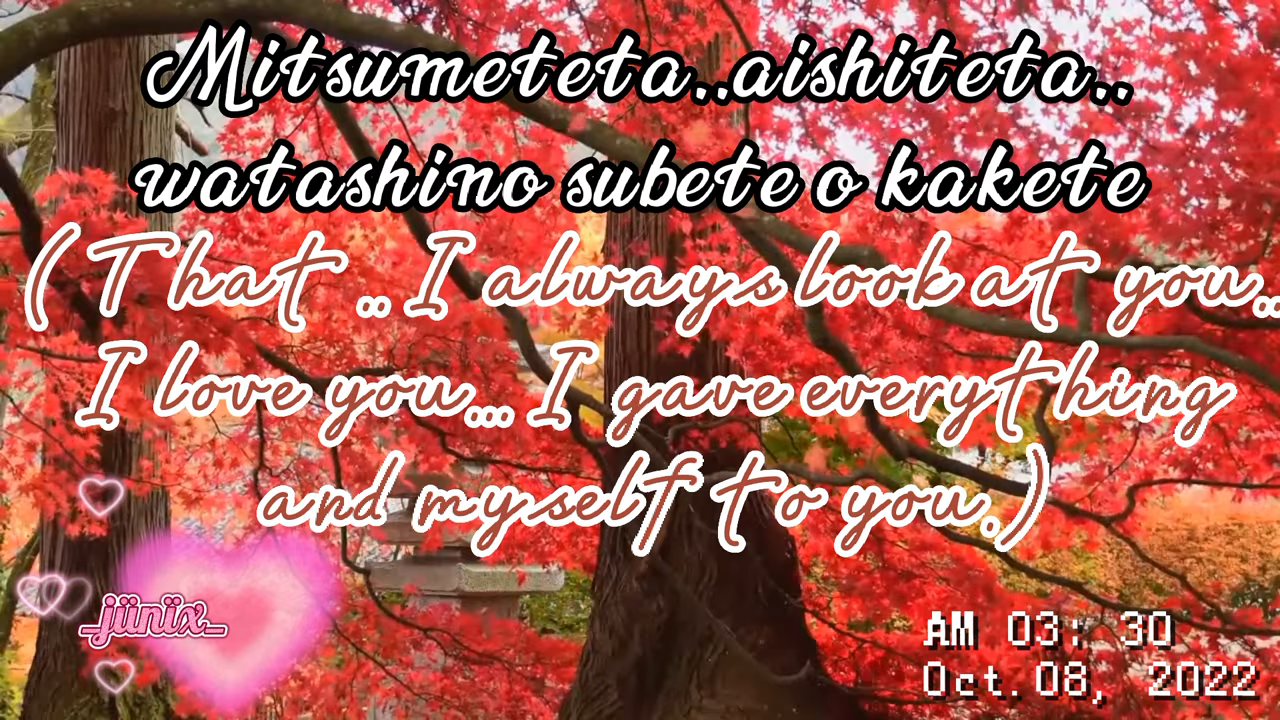 Mitsumeteta..aishiteta..
watashino subete o kakete
(That ..I always look at you..
I love you... I gave everything
and myself to you.)
_jünïx_
AM 03: 30
Oct. 08, 2022